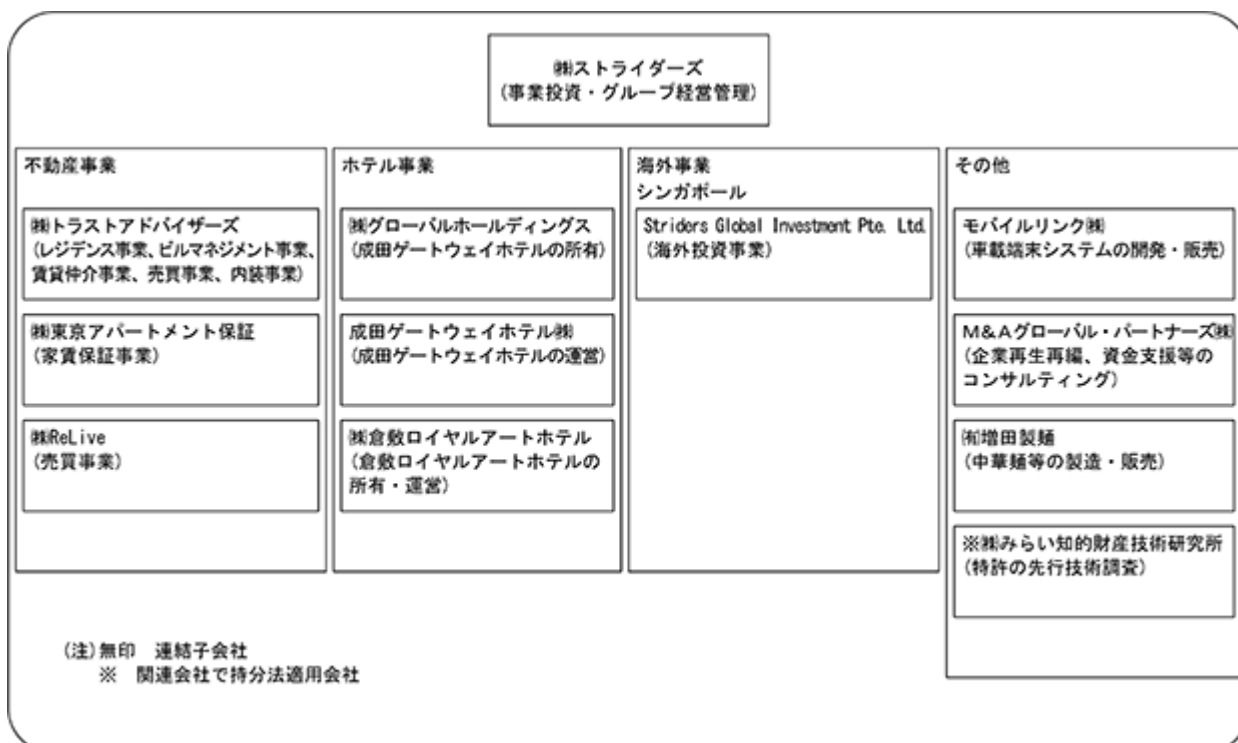 ㈱ストライダーズ
(事業投資・グループ経営管理)
不動産事業
㈱トラストアドバイザーズ
(レジデンス事業、ビルマネジメント事業、
賃貸仲介事業、売買事業、内装事業)
㈱東京アパートメント保証
(家賃保証事業)
㈱ReLive
(売買事業)
ホテル事業
㈱グローバルホールディングス
(成田ゲートウェイホテルの所有)
成田ゲートウェイホテル㈱
(成田ゲートウェイホテルの運営)
㈱倉敷ロイヤルアートホテル
(倉敷ロイヤルアートホテルの
所有・運営)
海外事業
シンガポール
Striders Global Investment Pte. Ltd.
(海外投資事業)
その他
モバイルリンク㈱
(車載端末システムの開発・販売)
M&Aグローバル・パートナーズ㈱
(企業再生再編、資金支援等の
コンサルティング)
㈲増田製麺
(中華麺等の製造・販売)
※㈱みらい知的財産技術研究所
(特許の先行技術調査)
(注)無印 連結子会社
※ 関連会社で持分法適用会社